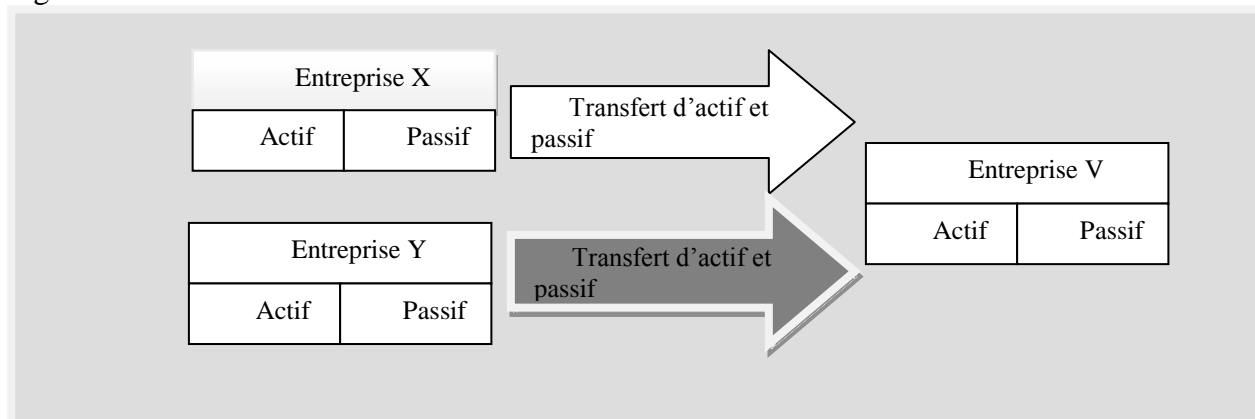 Entreprise X
Actif Passif
Transfert d'actif et
passif
Entreprise Y
Actif Passif
Transfert d'actif et
passif
Entreprise V
Actif Passif